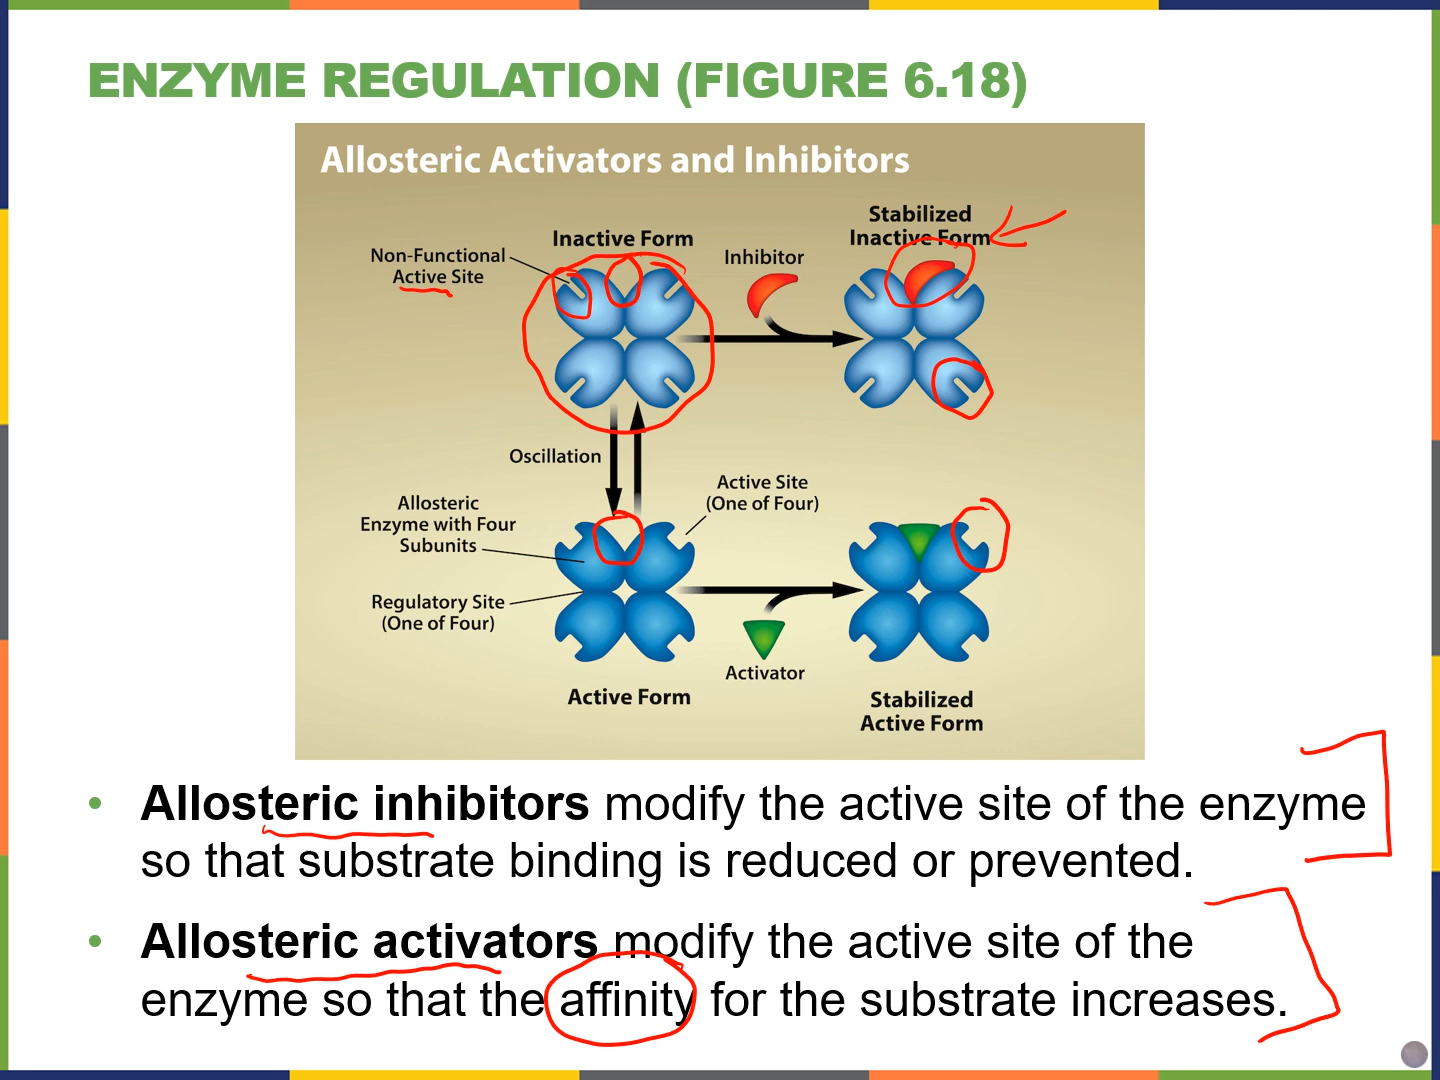 ENZYME REGULATION (FIGURE 6.18)
Allosteric Activators and Inhibitors
Stabilized
Inactive Form
Inactive Form
Inhibitor
Non-Functional
Active Site
Oscillation
Active Site
(One of Four)
Allosteric
Enzyme with Four
Subunits
Regulatory Site
(One of Four)
Activator
Active Form
Stabilized
Active Form
• Allosteric inhibitors modify the active site of the enzyme
so that substrate binding is reduced or prevented.
• Allosteric activators modify the active site of the
enzyme so that the affinity for the substrate increases.